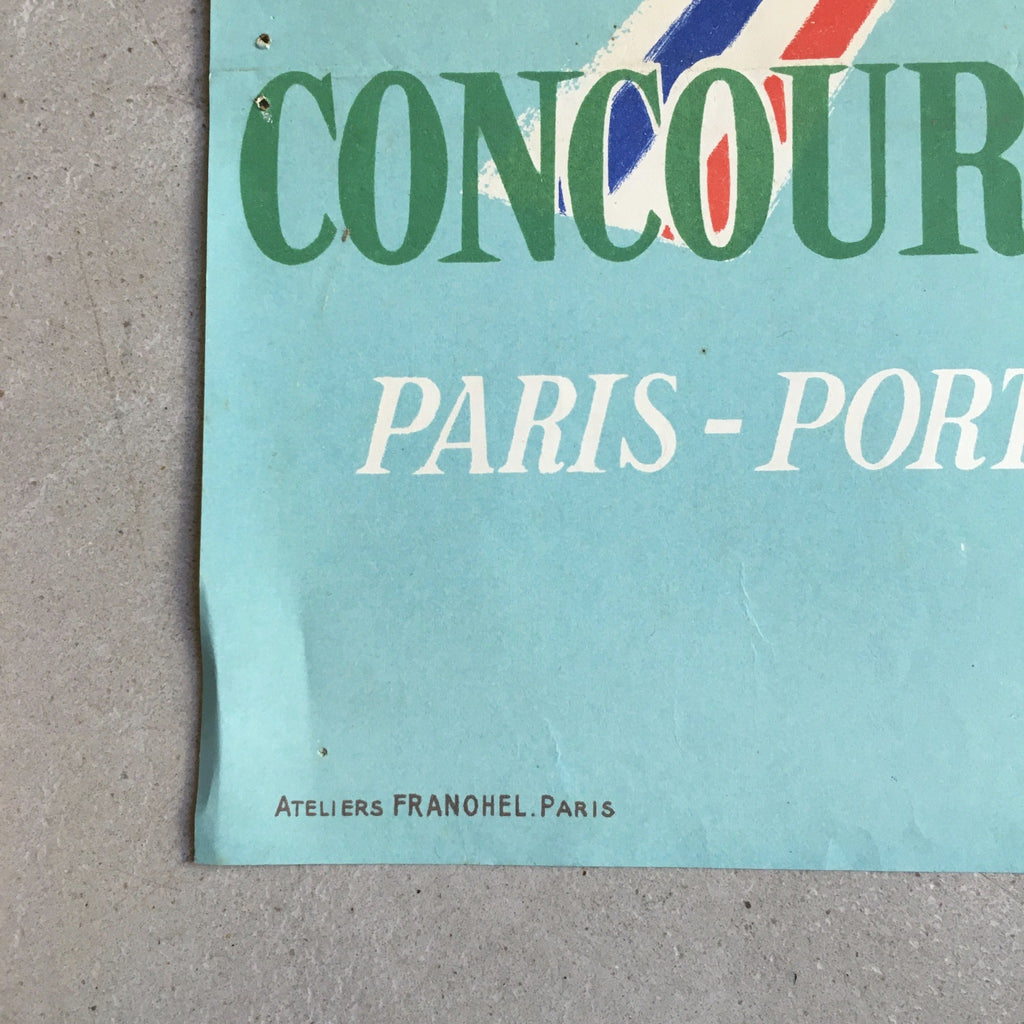 CONCOUR
PARIS - PORT
ATELIERS FRANOHEL. PARIS